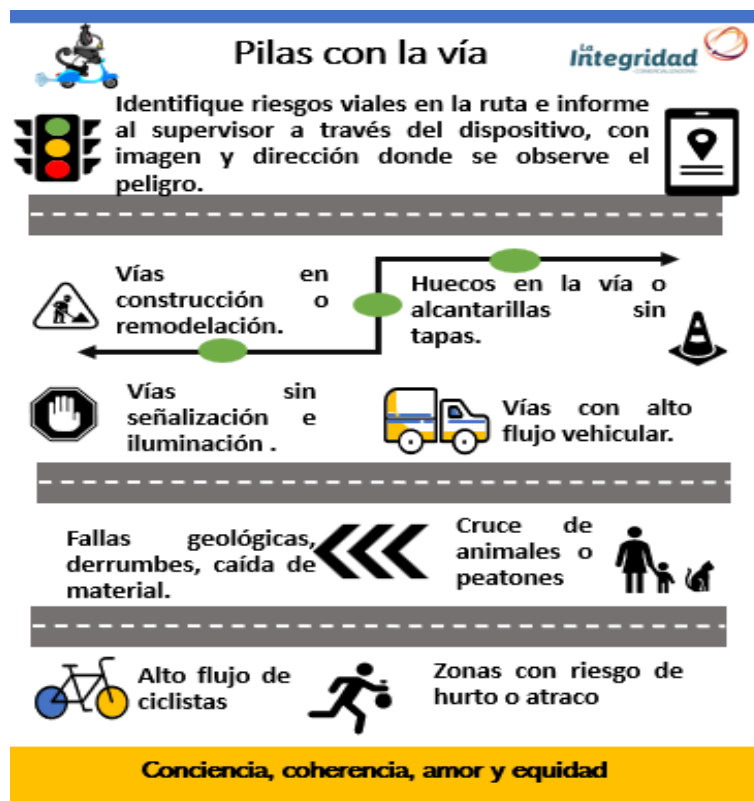 Pilas con la vía
La
integridad
COMERCIALIZADORA
Identifique riesgos viales en la ruta e informe
al supervisor a través del dispositivo, con
imagen y dirección donde se observe el
peligro.
Vías en
construcción o
remodelación.
Huecos en la vía o
alcantarillas sin
tapas.
Vías sin
señalización e
iluminación .
Vías con alto
flujo vehicular.
Fallas geológicas,
derrumbes, caída de
material.
Cruce de
animales o
peatones
Alto flujo de
ciclistas
Zonas con riesgo de
hurto o atraco
Conciencia, coherencia, amor y equidad